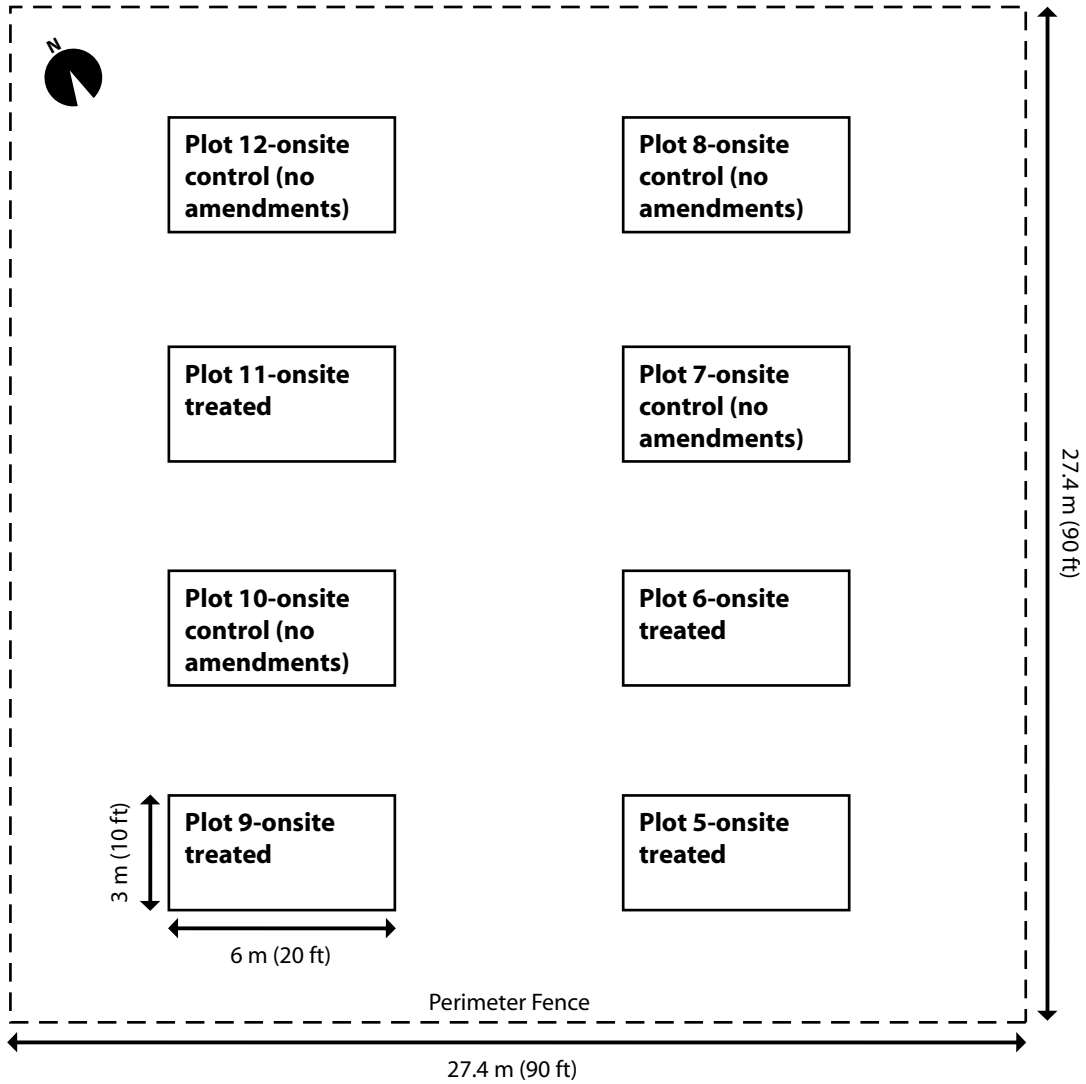 N
Plot 12-onsite
control (no
amendments)
Plot 8-onsite
control (no
amendments)
Plot 11-onsite
treated
Plot 7-onsite
control (no
amendments)
27.4 m (90 ft)
Plot 10-onsite
control (no
amendments)
Plot 6-onsite
treated
Plot 9-onsite
treated
Plot 5-onsite
treated
3 m (10 ft)
6 m (20 ft)
Perimeter Fence
27.4 m (90 ft)